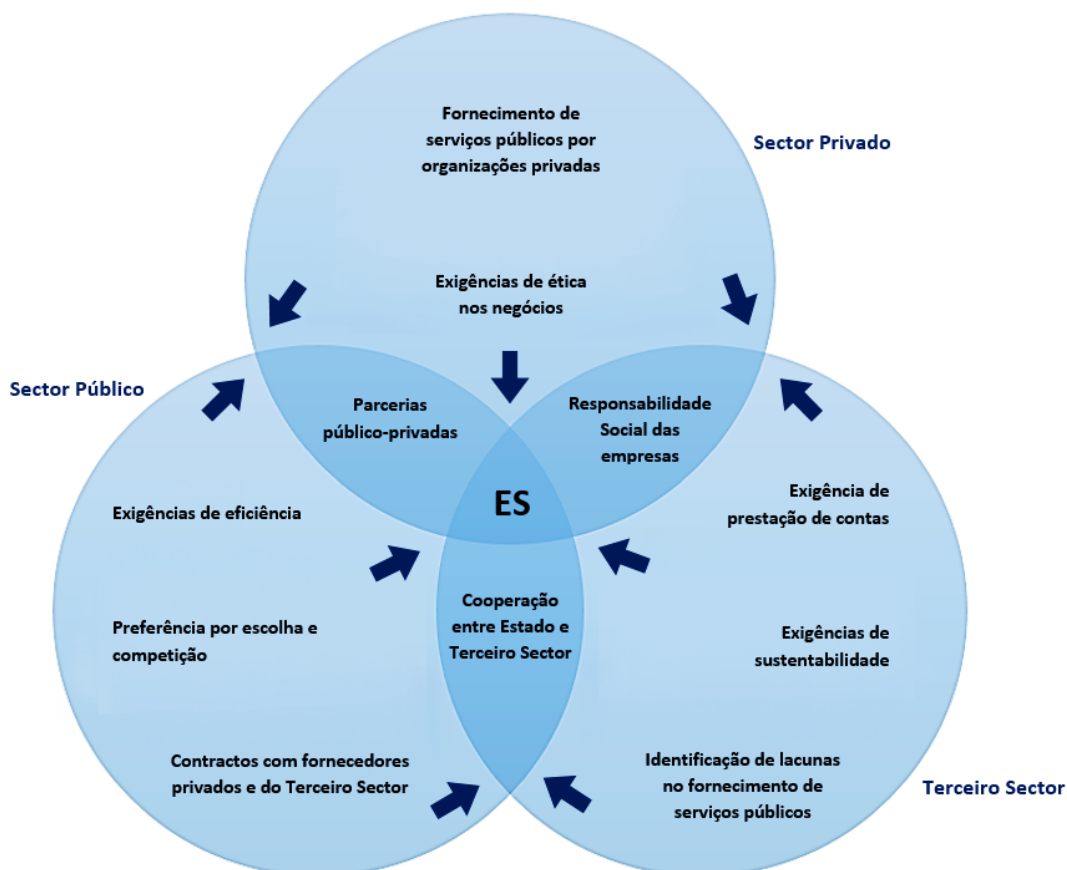 Fornecimento de
serviços públicos por
organizações privadas
Sector Privado
Exigências de ética
nos negócios
Sector Público
Parcerias
público-privadas
Responsabilidade
Social das
empresas
ES
Exigências de eficiência
Exigência de
prestação de contas
Preferência por escolha e
competição
Cooperação
entre Estado e
Terceiro Sector
Exigências de
sustentabilidade
Contractos com fornecedores
privados e do Terceiro Sector
Identificação de lacunas
no fornecimento de
serviços públicos
Terceiro Sector